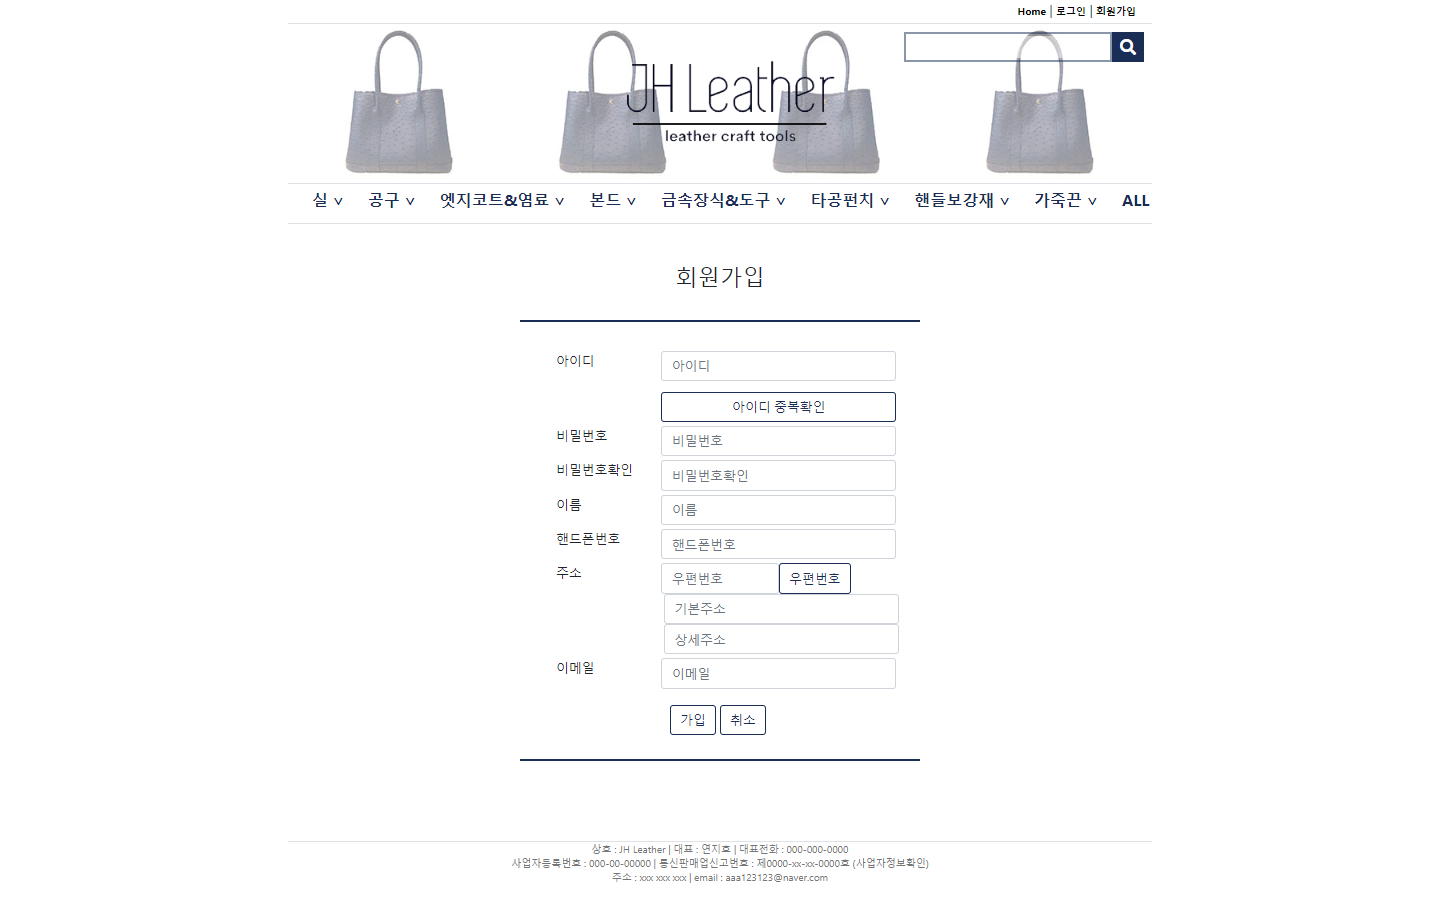 Home | 로그인 | 회원가입
JH Leather
leather craft tools
실 ∨ 공구 ∨ 엣지코트&염료 ∨ 본드 ∨ 금속장식&도구 ∨ 타공펀치 ∨ 핸들보강재 ∨ 가죽끈 ∨ ALL
회원가입
아이디 아이디
아이디 중복확인
비밀번호 비밀번호
비밀번호확인 비밀번호확인
이름 이름
핸드폰번호 핸드폰번호
주소 우편번호 우편번호
기본주소
상세주소
이메일 이메일
가입 취소
상호 : JH Leather | 대표 : 연지호 | 대표전화 : 000-000-0000
사업자등록번호 : 000-00-00000 | 통신판매업신고번호 : 제0000-xx-xx-0000호 (사업자정보확인)
주소 : xxx xxx xxx | email : aaa123123@naver.com